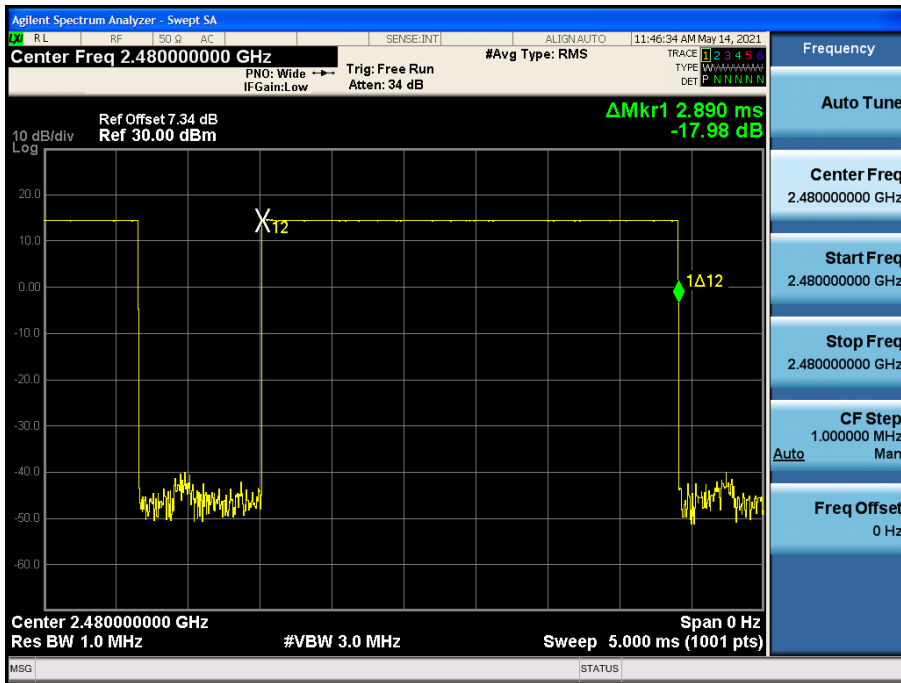 Agilent Spectrum Analyzer - Swept SA
LXI RL RF 50 Ω AC SENSE:INT ALIGNAUTO 11:46:34 AM May 14, 2021
Center Freq 2.480000000 GHz
PNO: Wide
IFGain:Low
Trig: Free Run
Atten: 34 dB
#Avg Type: RMS
TRACE 1 2 3 4 5 6
TYPE WWWWWW
DET P N N N N N
ΔMkr1 2.890 ms
-17.98 dB
Ref Offset 7.34 dB
10 dB/div Ref 30.00 dBm
Log
20.0
10.0
0.00
-10.0
-20.0
-30.0
-40.0
-50.0
-60.0
X12
1Δ12
Center 2.480000000 GHz Span 0 Hz
Res BW 1.0 MHz #VBW 3.0 MHz Sweep 5.000 ms (1001 pts)
MSG STATUS
Frequency
Auto Tune
Center Freq
2.480000000 GHz
Start Freq
2.480000000 GHz
Stop Freq
2.480000000 GHz
CF Step
1.000000 MHz
Auto Man
Freq Offset
0 Hz